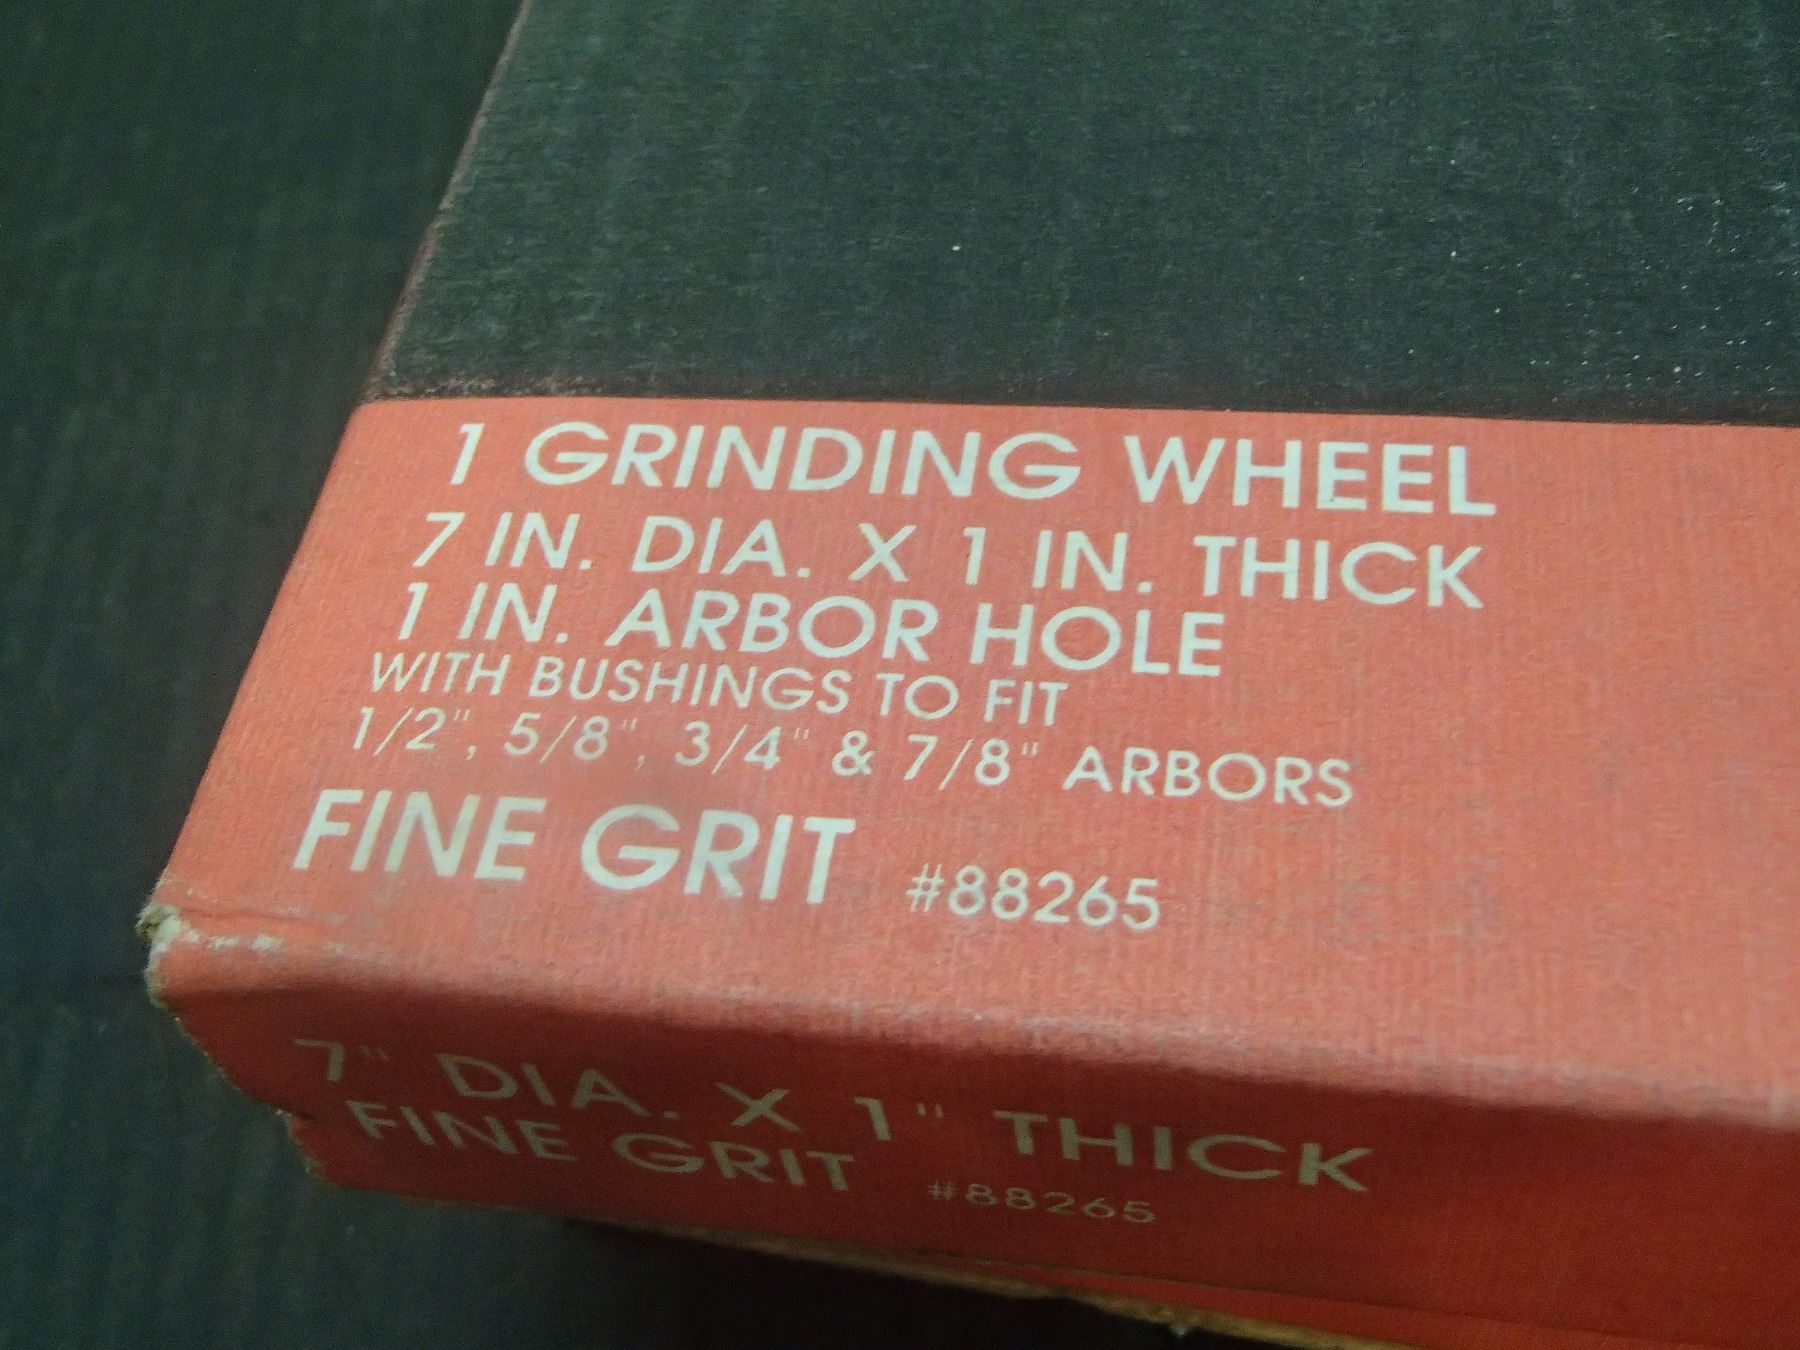 1 GRINDING WHEEL
7 IN. DIA. X 1 IN. THICK
1 IN. ARBOR HOLE
WITH BUSHINGS TO FIT
1/2", 5/8", 3/4" & 7/8" ARBORS
FINE GRIT #88265
7" DIA. X 1" THICK
FINE GRIT #88265